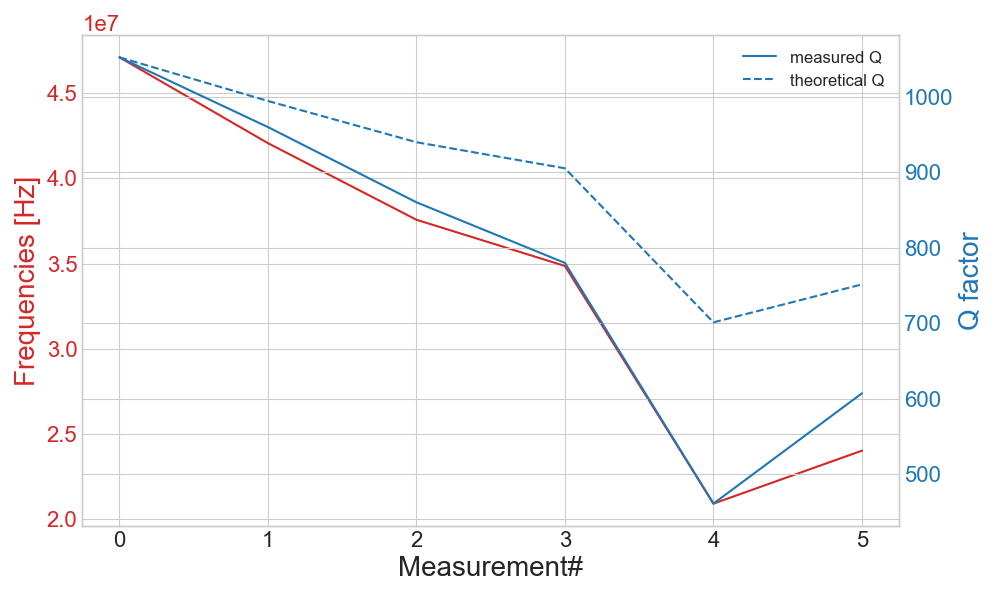 1e7
measured Q
theoretical Q
Frequencies [Hz]
4.5
4.0
3.5
3.0
2.5
2.0
1000
900
800
700
600
500
Q factor
0 1 2 3 4 5
Measurement#